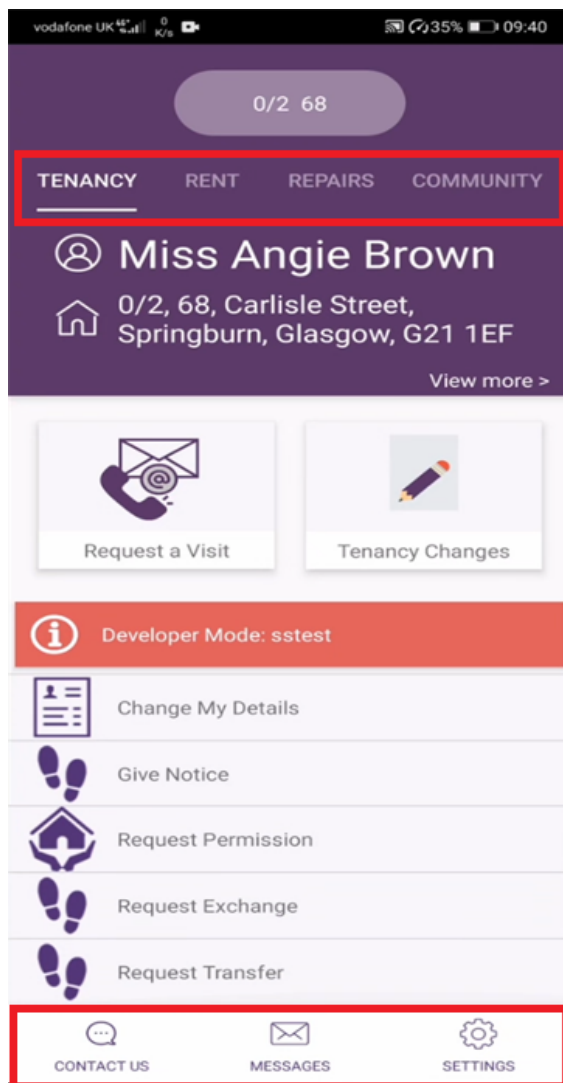 vodafone UK 4G+ 0 K/s 35% 09:40
0/2 68
TENANCY RENT REPAIRS COMMUNITY
Miss Angie Brown
0/2, 68, Carlisle Street,
Springburn, Glasgow, G21 1EF
View more >
@
Request a Visit Tenancy Changes
Developer Mode: sstest
Change My Details
Give Notice
Request Permission
Request Exchange
Request Transfer
CONTACT US MESSAGES SETTINGS